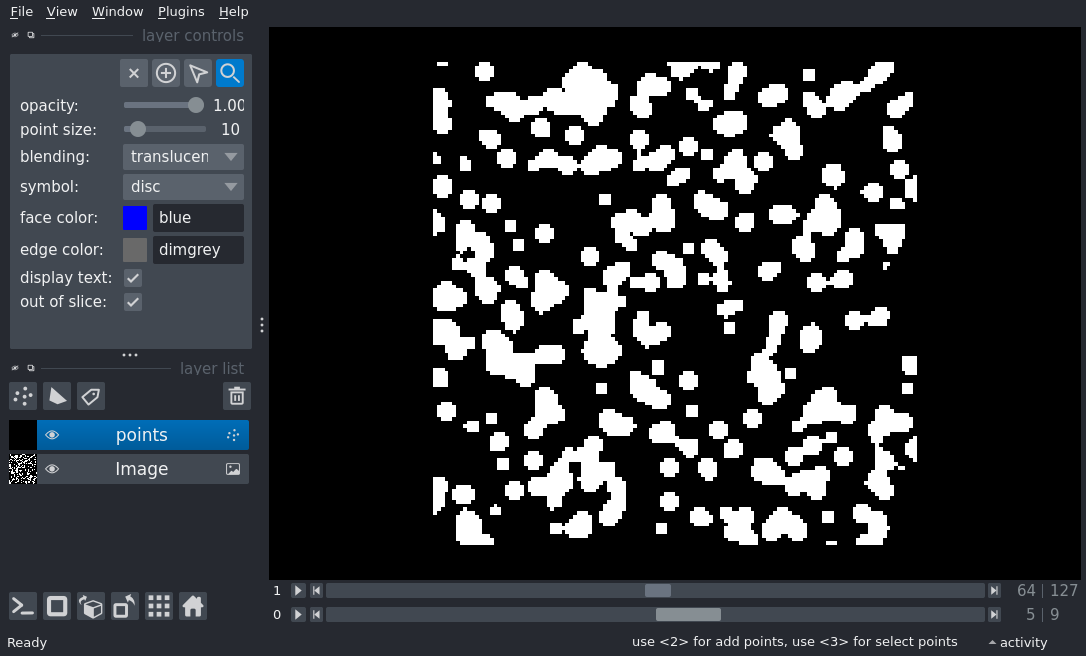 File View Window Plugins Help
layer controls
opacity: 1.00
point size: 10
blending: translucen
symbol: disc
face color: blue
edge color: dimgrey
display text:
out of slice:
layer list
points
Image
1 64 | 127
0 5 | 9
Ready use <2> for add points, use <3> for select points activity